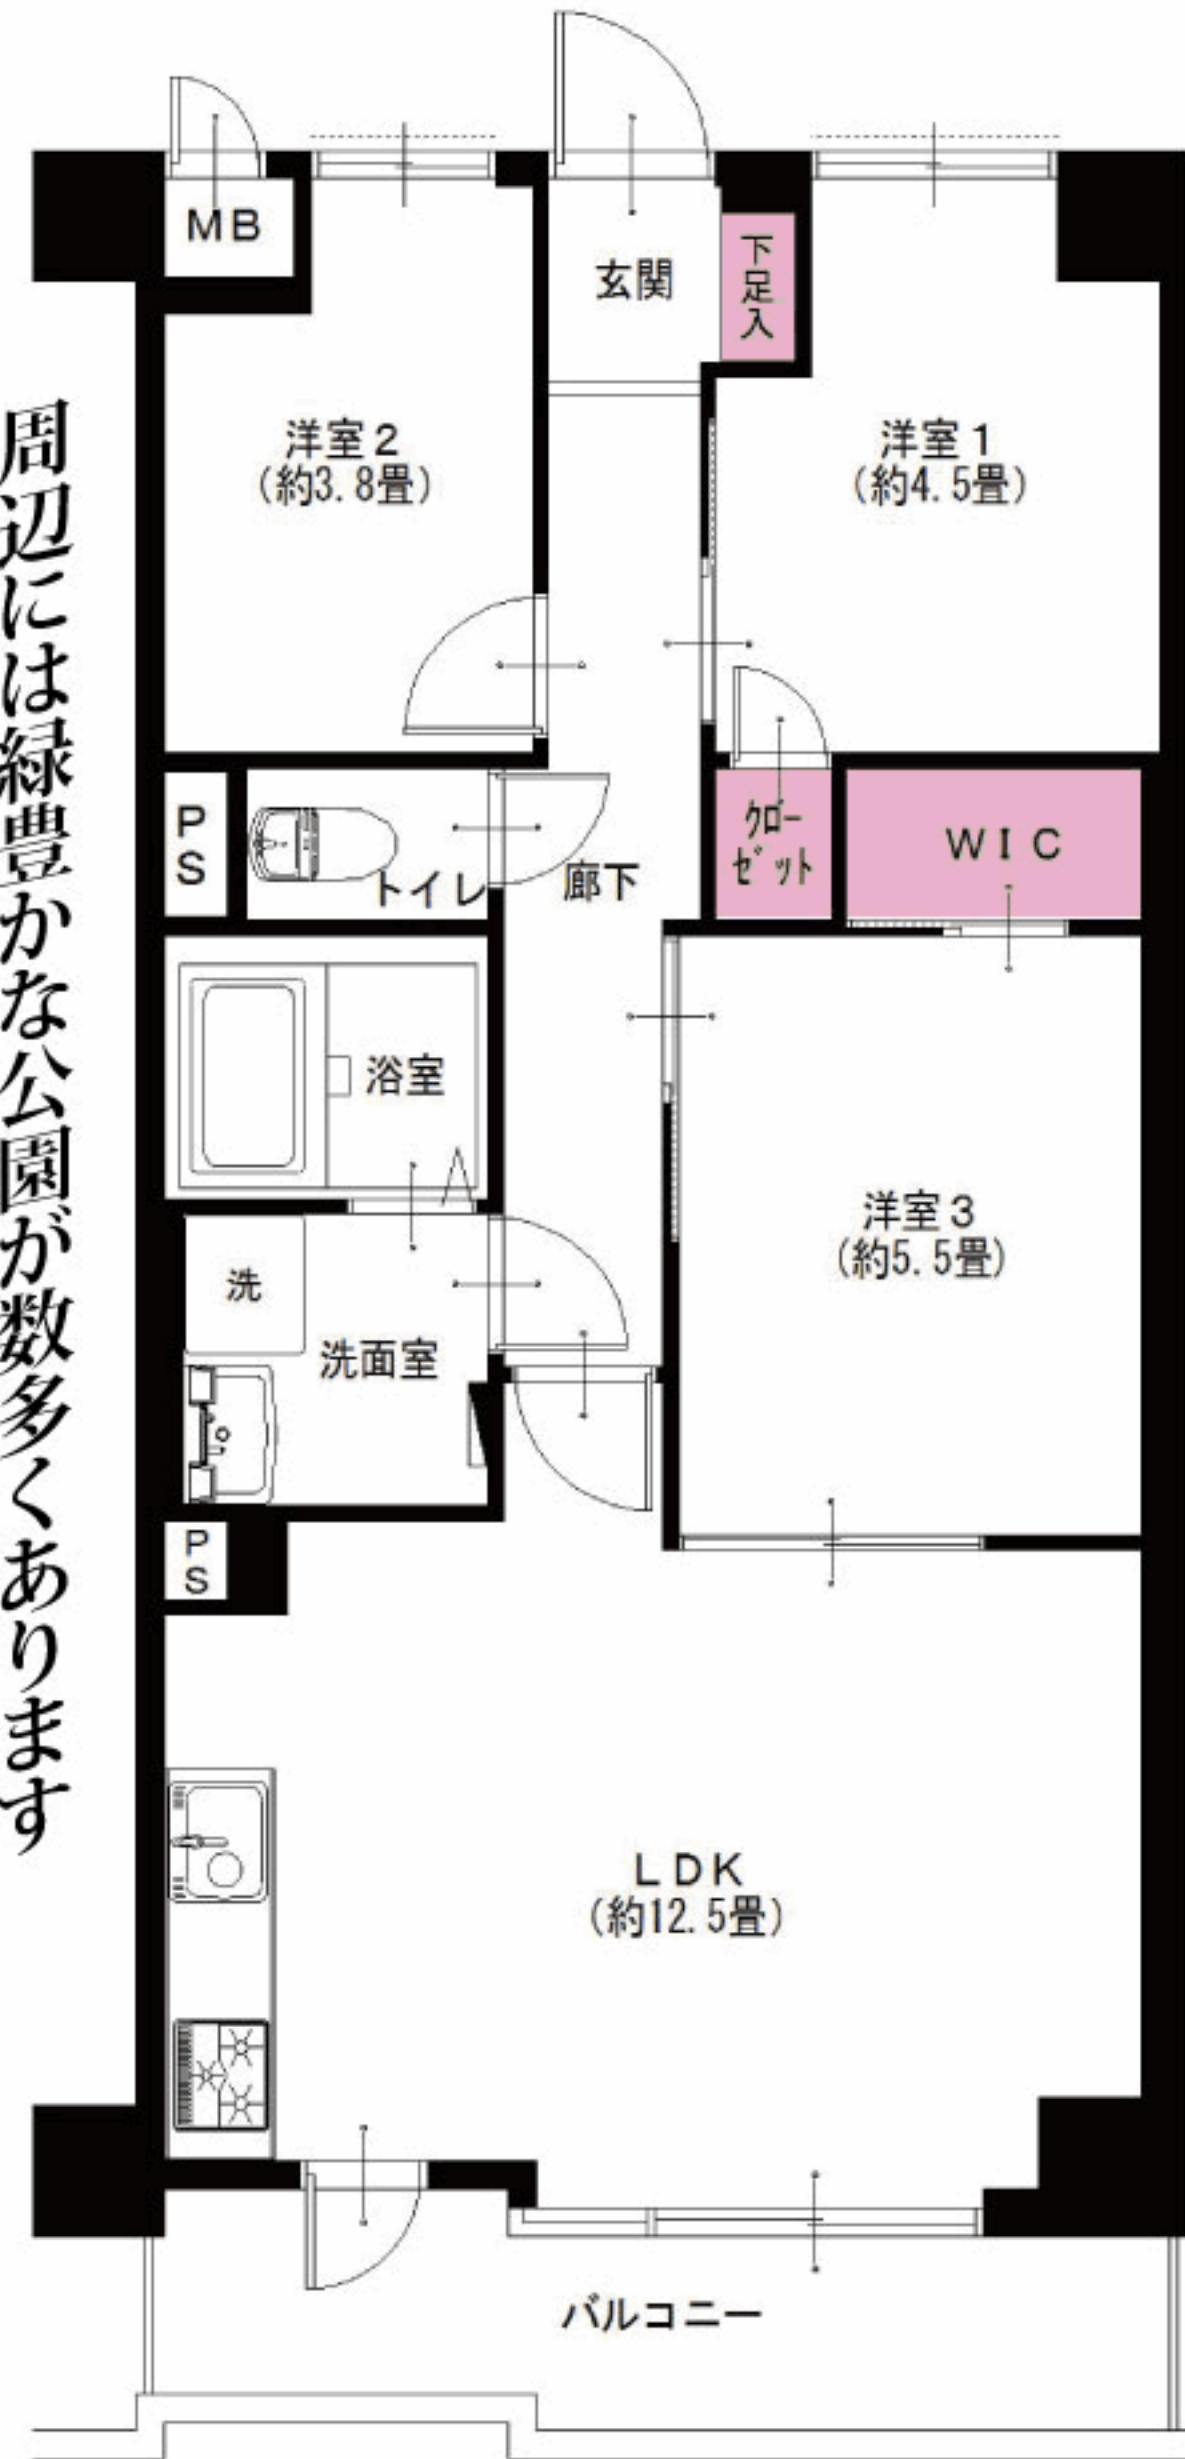 周辺には緑豊かな公園が数多くあります
MB
玄関
下足入
洋室2
(約3.8畳)
洋室1
(約4.5畳)
PS
トイレ
廊下
クローゼット
WIC
浴室
洋室3
(約5.5畳)
洗
洗面室
PS
LDK
(約12.5畳)
バルコニー